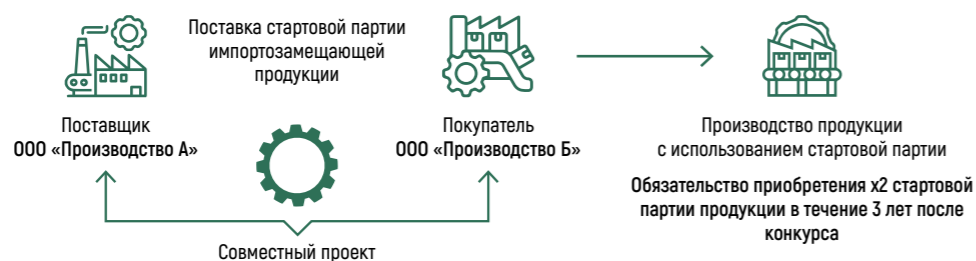 Поставка стартовой партии
импортозамещающей
продукции
Поставщик
ООО «Производство А»
Покупатель
ООО «Производство Б»
Совместный проект
Производство продукции
с использованием стартовой партии
Обязательство приобретения х2 стартовой
партии продукции в течение 3 лет после
конкурса